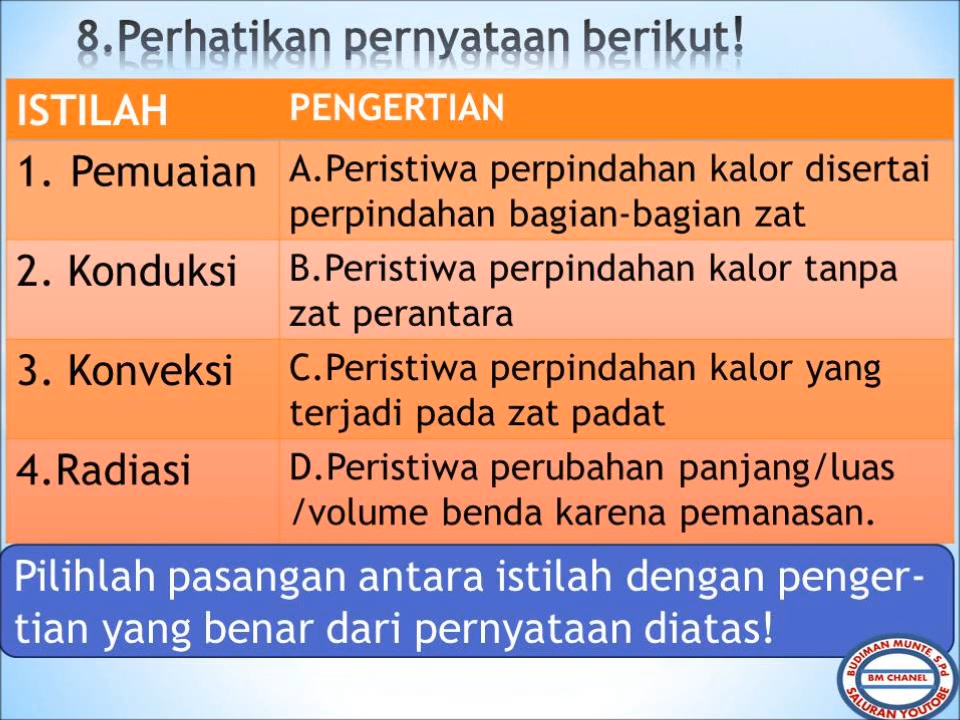 8.Perhatikan pernyataan berikut!
ISTILAH PENGERTIAN
1. Pemuaian A.Peristiwa perpindahan kalor disertai
perpindahan bagian-bagian zat
2. Konduksi B.Peristiwa perpindahan kalor tanpa
zat perantara
3. Konveksi C.Peristiwa perpindahan kalor yang
terjadi pada zat padat
4.Radiasi D.Peristiwa perubahan panjang/luas
/volume benda karena pemanasan.
Pilihlah pasangan antara istilah dengan penger-
tian yang benar dari pernyataan diatas!
BUDIMAN MUNTE, S.Pd
BM CHANEL
SALURAN YOUTOBE